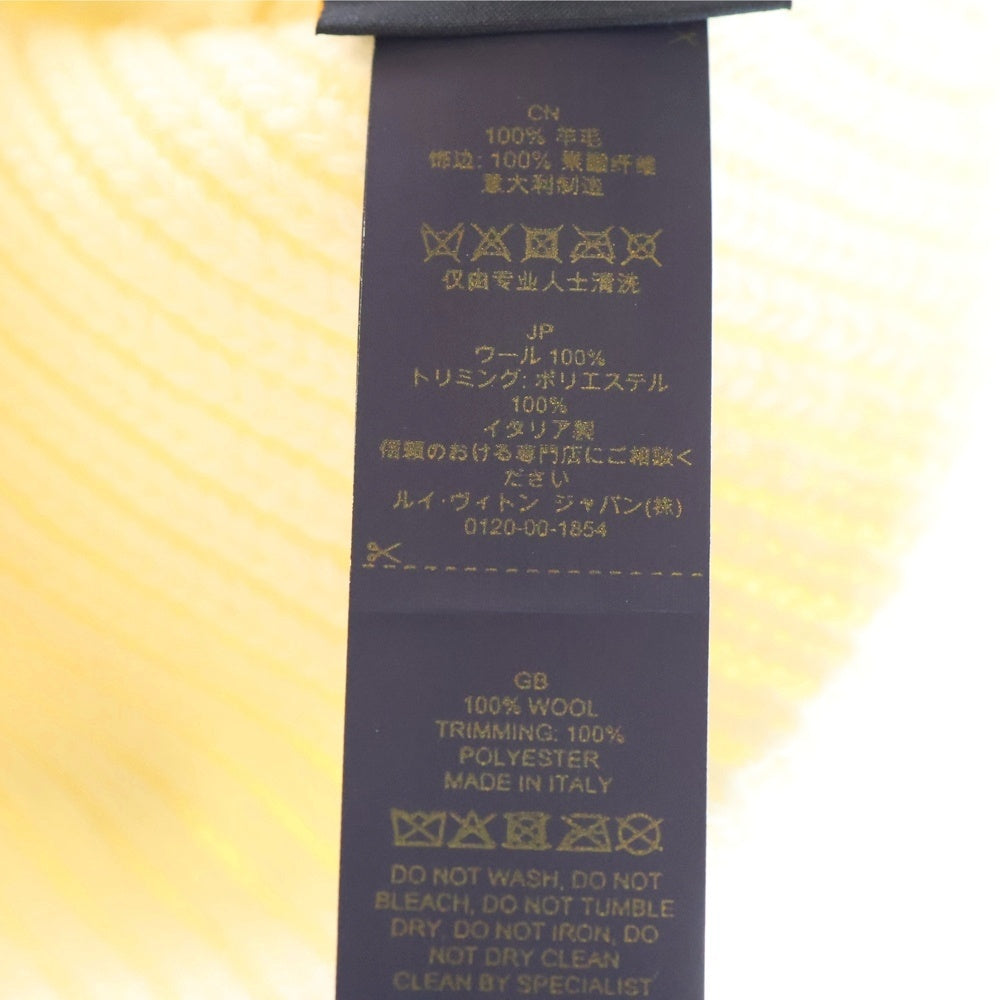 CN
100% 羊毛
饰边: 100% 聚酯纤维
意大利制造
仅由专业人士清洗
JP
ウール 100%
トリミング: ポリエステル
100%
イタリア製
信頼のおける専門店にご相談く
ださい
ルイ·ヴィトン ジャパン(株)
0120-00-1854
GB
100% WOOL
TRIMMING: 100%
POLYESTER
MADE IN ITALY
DO NOT WASH, DO NOT
BLEACH, DO NOT TUMBLE
DRY, DO NOT IRON, DO
NOT DRY CLEAN
CLEAN BY SPECIALIST